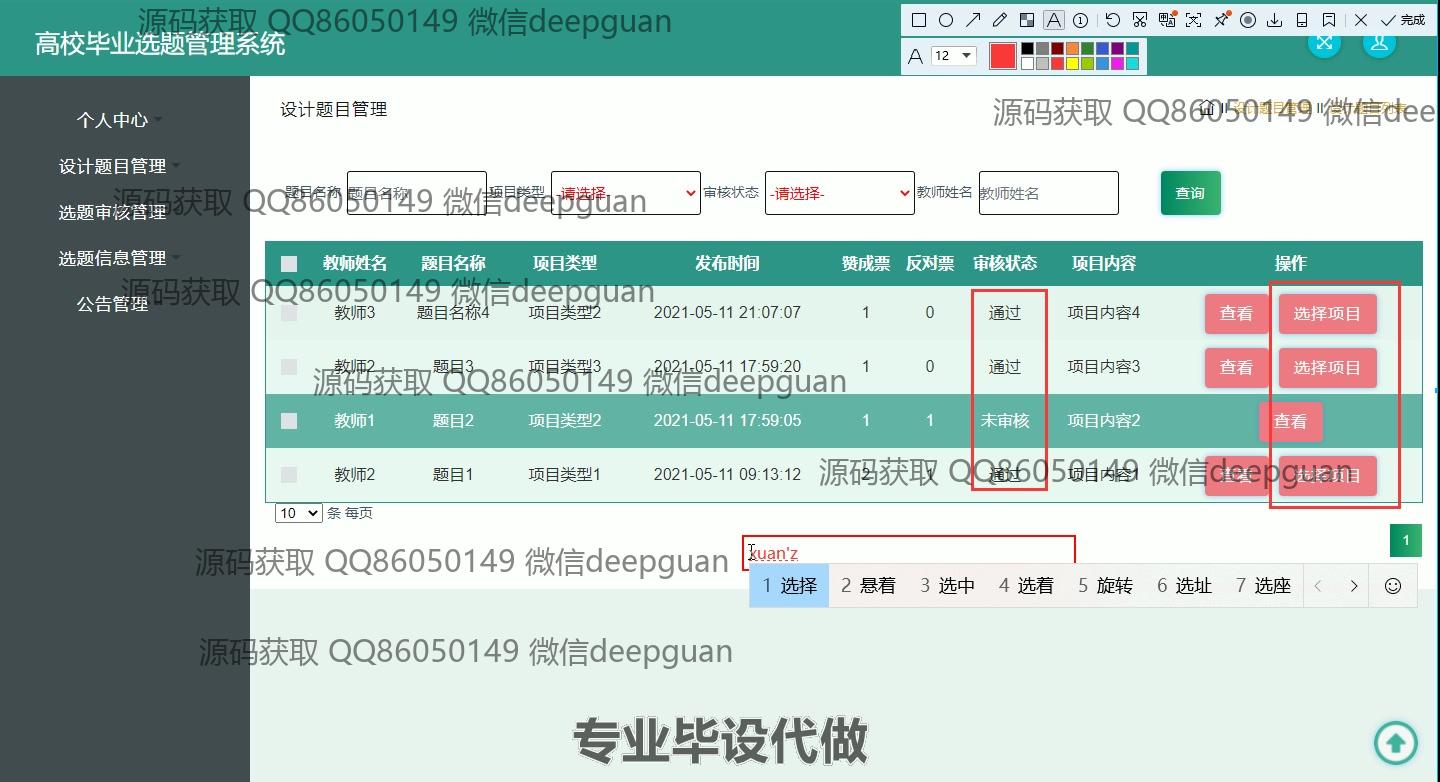 源码获取 QQ86050149 微信deepguan
高校毕业选题管理系统
完成
A 12
个人中心
设计题目管理
选题审核管理
选题信息管理
公告管理
设计题目管理
源码获取 QQ86050149 微信dee
题目名称 题目名称 项目类型 -请选择- 审核状态 -请选择- 教师姓名 教师姓名 查询
源码获取 QQ86050149 微信deepguan
教师姓名 题目名称 项目类型 发布时间 赞成票 反对票 审核状态 项目内容 操作
源码获取 QQ86050149 微信deepguan
教师3 题目名称4 项目类型2 2021-05-11 21:07:07 1 0 通过 项目内容4 查看 选择项目
教师2 题目3 项目类型3 2021-05-11 17:59:20 1 0 通过 项目内容3 查看 选择项目
源码获取 QQ86050149 微信deepguan
教师1 题目2 项目类型2 2021-05-11 17:59:05 1 1 未审核 项目内容2 查看
教师2 题目1 项目类型1 2021-05-11 09:13:12 2 1 通过 项目内容1 查看 选择项目
源码获取 QQ86050149 微信deepguan
10 条 每页
1
xuan'z
源码获取 QQ86050149 微信deepguan
1 选择 2 悬着 3 选中 4 选着 5 旋转 6 选址 7 选座
源码获取 QQ86050149 微信deepguan
专业毕设代做